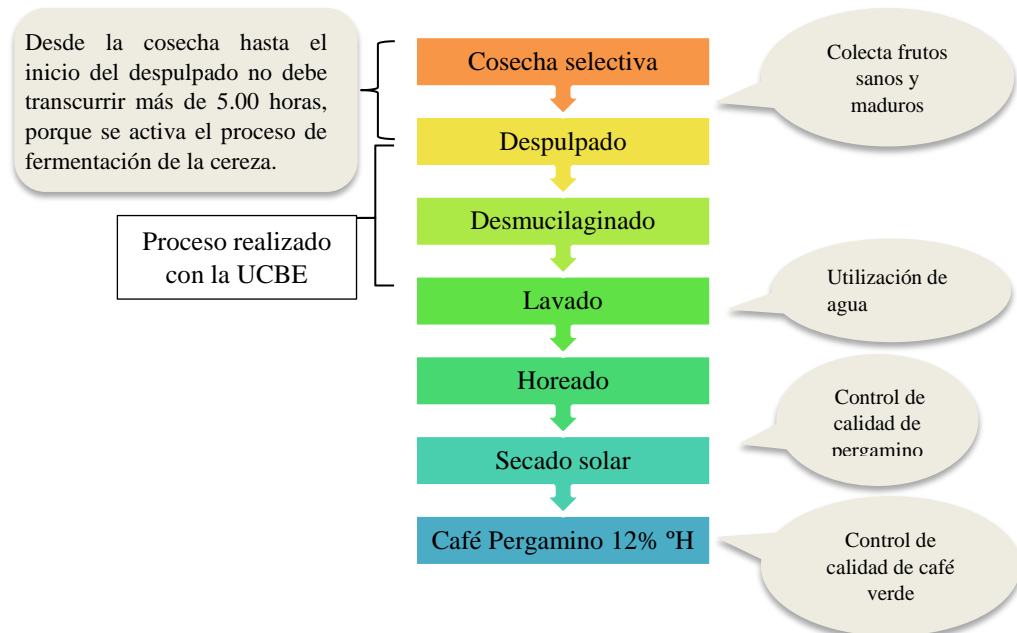 Desde la cosecha hasta el
inicio del despulpado no debe
transcurrir más de 5.00 horas,
porque se activa el proceso de
fermentación de la cereza.
Cosecha selectiva
Colecta frutos
sanos y
maduros
Despulpado
Desmucilaginado
Proceso realizado
con la UCBE
Lavado
Utilización de
agua
Horeado
Control de
calidad de
pergamino
Secado solar
Café Pergamino 12% ºH
Control de
calidad de café
verde